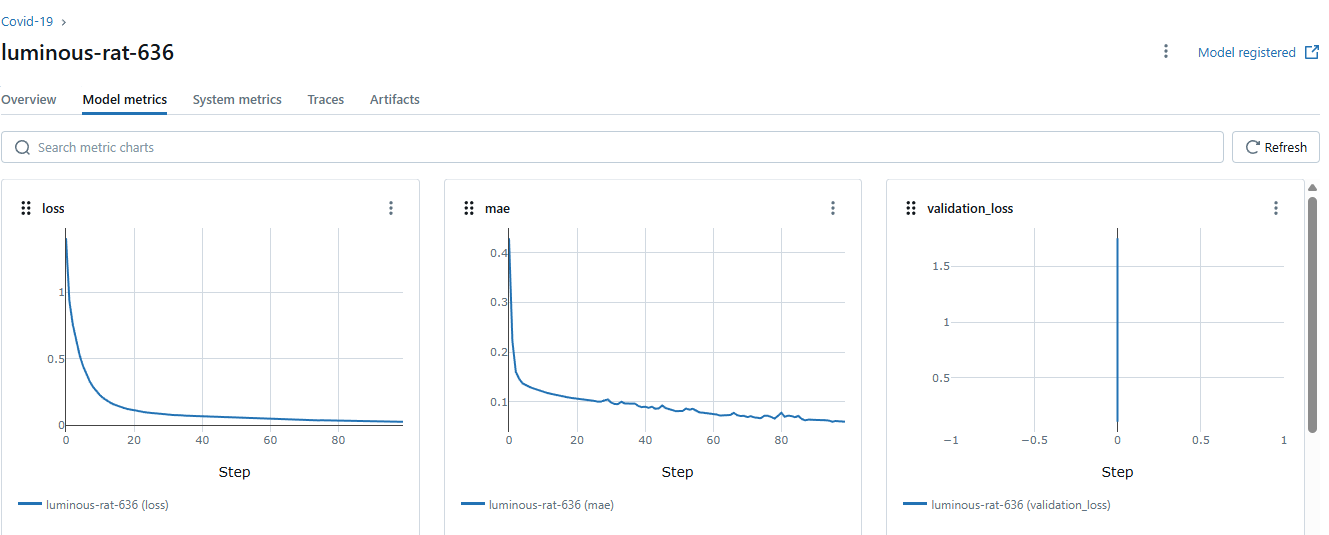 Covid-19 ›
luminous-rat-636
Model registered
Overview Model metrics System metrics Traces Artifacts
Search metric charts
Refresh
loss
1
0.5
0
0 20 40 60 80
Step
luminous-rat-636 (loss)
mae
0.4
0.3
0.2
0.1
0 20 40 60 80
Step
luminous-rat-636 (mae)
validation_loss
1.5
1
0.5
−1 −0.5 0 0.5 1
Step
luminous-rat-636 (validation_loss)